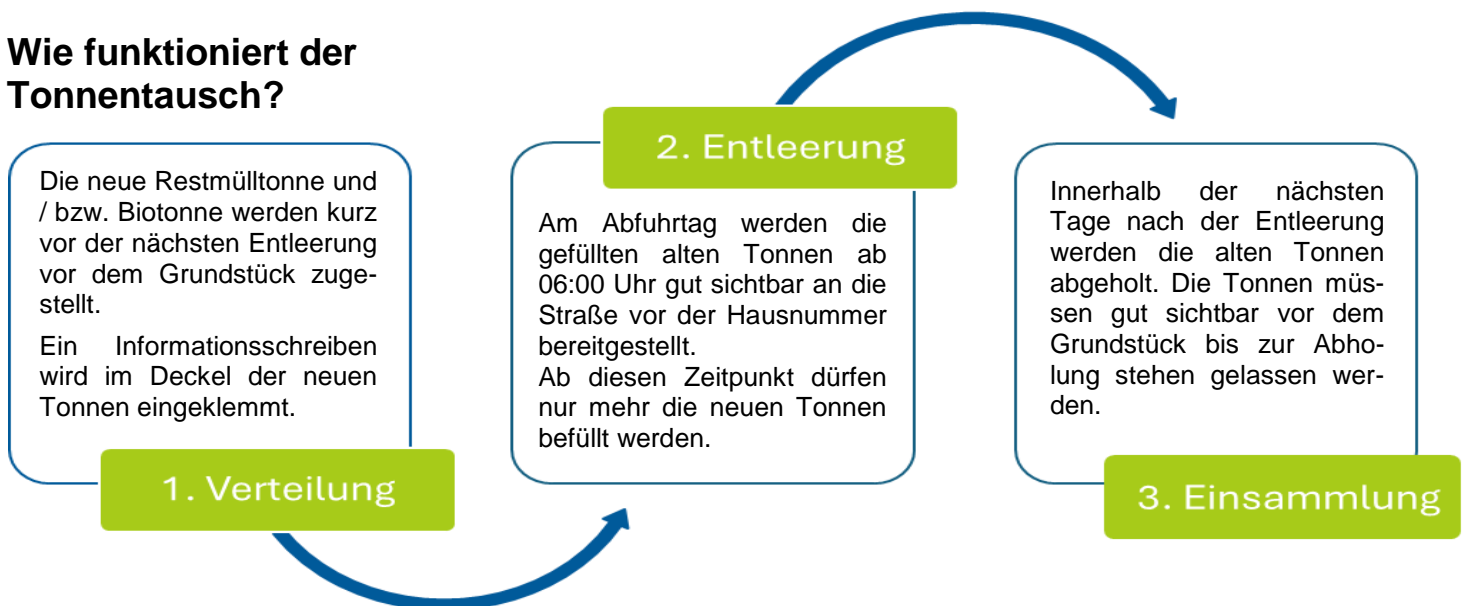 Wie funktioniert der
Tonnentausch?
Die neue Restmülltonne und
/ bzw. Biotonne werden kurz
vor der nächsten Entleerung
vor dem Grundstück zuge-
stellt.
Ein Informationsschreiben
wird im Deckel der neuen
Tonnen eingeklemmt.
1. Verteilung
2. Entleerung
Am Abfuhrtag werden die
gefüllten alten Tonnen ab
06:00 Uhr gut sichtbar an die
Straße vor der Hausnummer
bereitgestellt.
Ab diesen Zeitpunkt dürfen
nur mehr die neuen Tonnen
befüllt werden.
Innerhalb der nächsten
Tage nach der Entleerung
werden die alten Tonnen
abgeholt. Die Tonnen müs-
sen gut sichtbar vor dem
Grundstück bis zur Abho-
lung stehen gelassen wer-
den.
3. Einsammlung